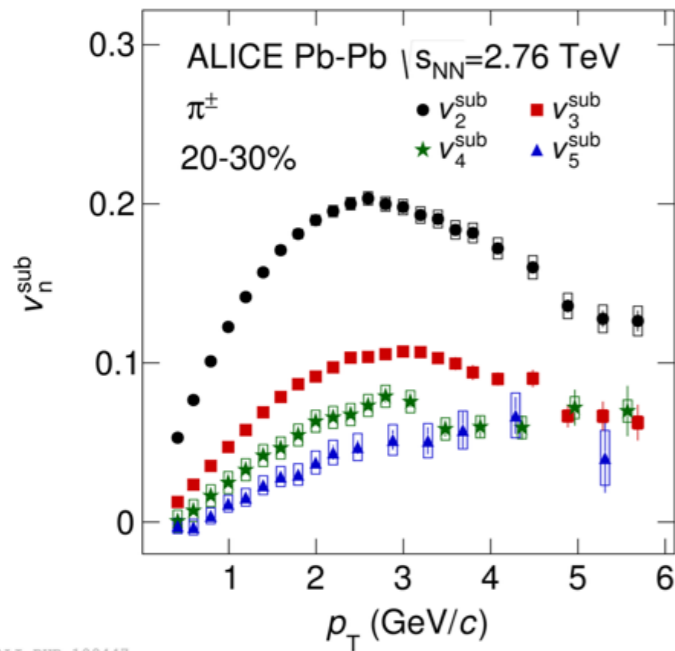 0.3
ALICE Pb-Pb √sNN=2.76 TeV
π±
v2sub v3sub
20-30%
v4sub v5sub
0.2
vnsub
0.1
0
1 2 3 4 5 6
pT (GeV/c)